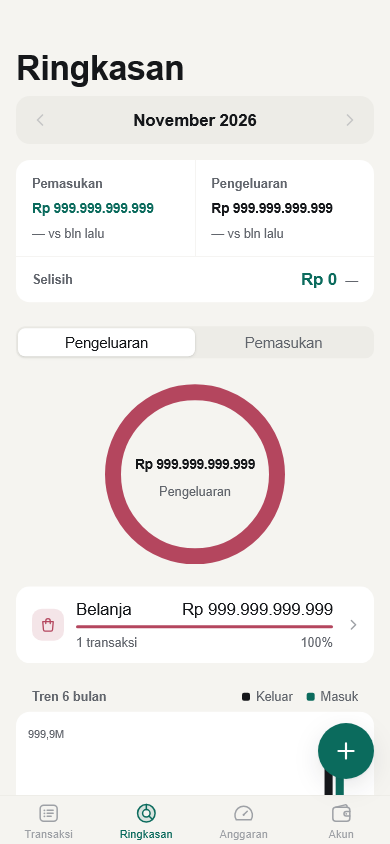 Ringkasan
November 2026
Pemasukan
Rp 999.999.999.999
— vs bln lalu
Pengeluaran
Rp 999.999.999.999
— vs bln lalu
Selisih
Rp 0 —
Pengeluaran
Pemasukan
Rp 999.999.999.999
Pengeluaran
Belanja
Rp 999.999.999.999
1 transaksi
100%
Tren 6 bulan
Keluar
Masuk
999,9M
Transaksi
Ringkasan
Anggaran
Akun